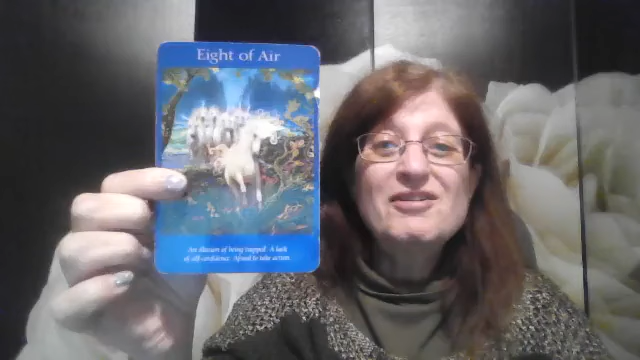 Eight of Air
An illusion of being trapped. A lack
of self-confidence. Afraid to take action.